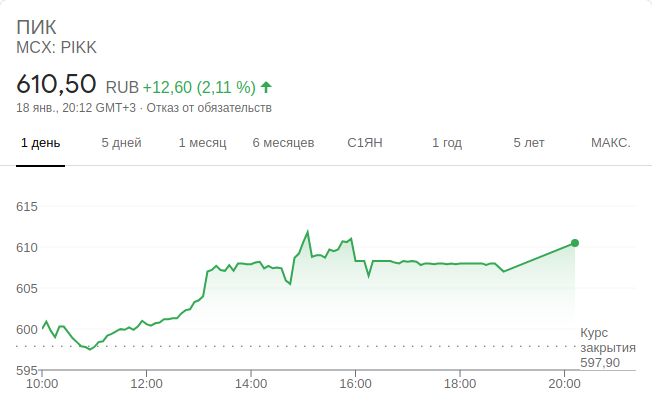 ПИК
MCX: PIKK
610,50 RUB +12,60 (2,11 %)
18 янв., 20:12 GMT+3 · Отказ от обязательств
1 день 5 дней 1 месяц 6 месяцев С1ЯН 1 год 5 лет МАКС.
615
610
605
600
595
Курс
закрытия
597,90
10:00 12:00 14:00 16:00 18:00 20:00